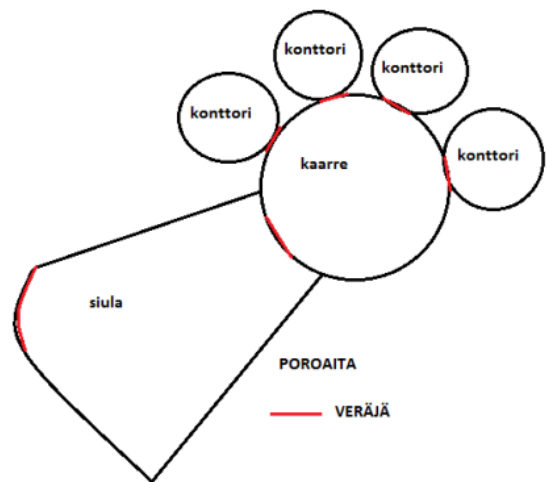 konttori
konttori
konttori
konttori
kaarre
siula
POROAITA
VERÄJÄ